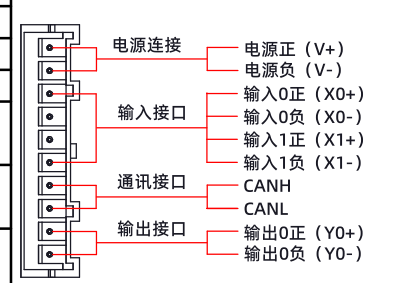 电源连接
电源正（V+）
电源负（V-）
输入接口
输入0正（X0+）
输入0负（X0-）
输入1正（X1+）
输入1负（X1-）
通讯接口
CANH
CANL
输出接口
输出0正（Y0+）
输出0负（Y0-）